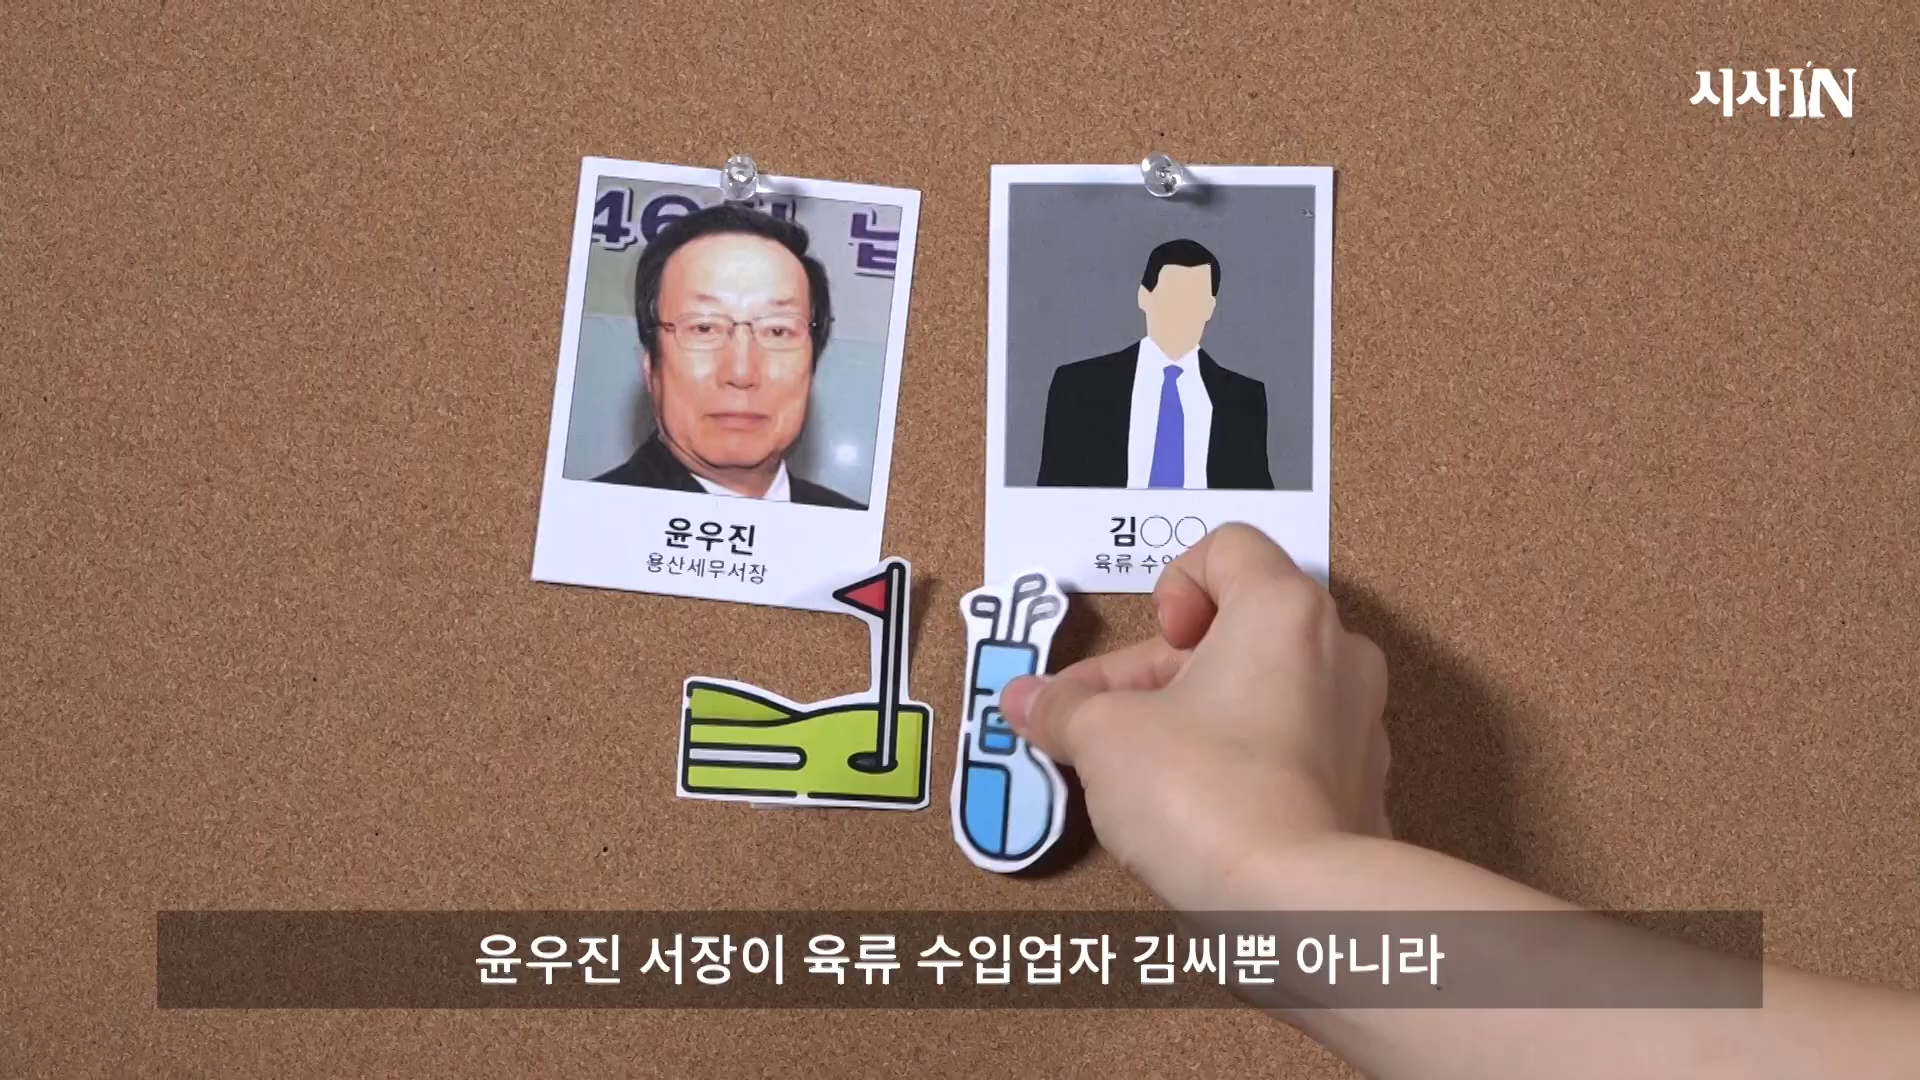 시사IN
윤우진
용산세무서장
김○○
육류 수입
윤우진 서장이 육류 수입업자 김씨뿐 아니라